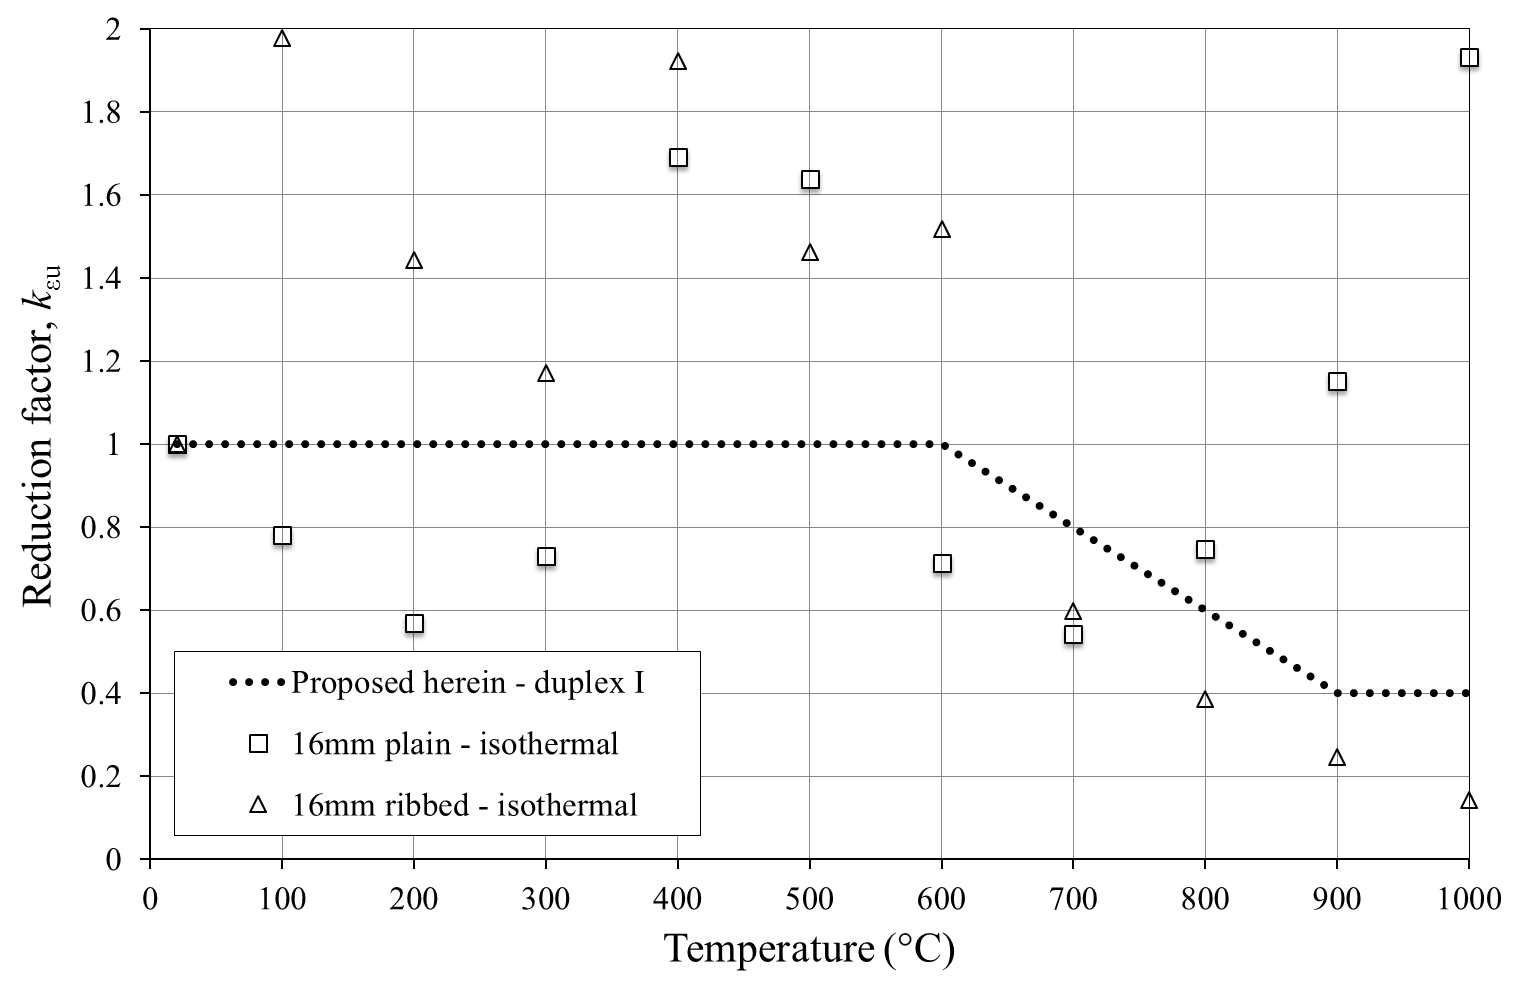 2
1.8
1.6
1.4
1.2
1
0.8
0.6
0.4
0.2
0
Reduction factor, kεu
Proposed herein - duplex I
16mm plain - isothermal
16mm ribbed - isothermal
0 100 200 300 400 500 600 700 800 900 1000
Temperature (°C)